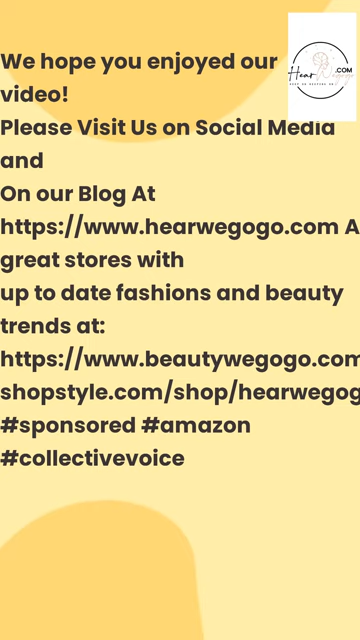 We hope you enjoyed our
video!
Please Visit Us on Social Media
and
On our Blog At
https://www.hearwegogo.com A
great stores with
up to date fashions and beauty
trends at:
https://www.beautywegogo.com
shopstyle.com/shop/hearwegog
#sponsored #amazon
#collectivevoice
Hear Wegogo
.COM